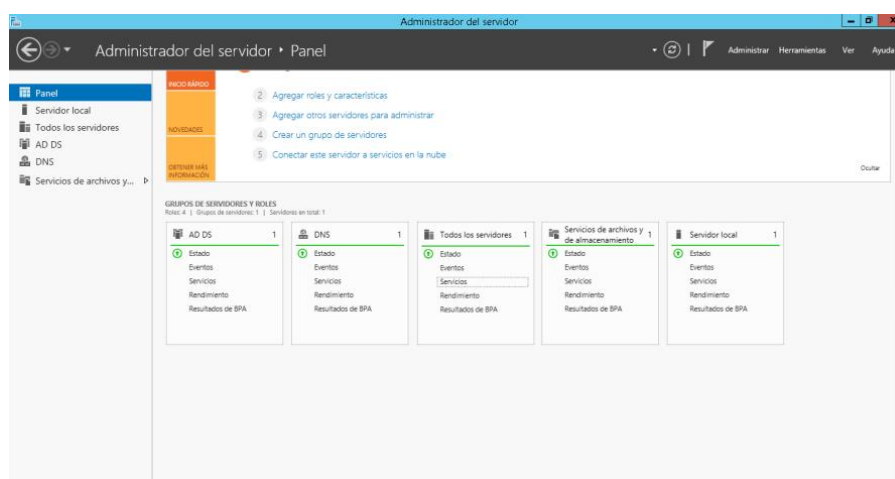 Administrador del servidor
Administrador del servidor • Panel
Administrar Herramientas Ver Ayuda
Panel
Servidor local
Todos los servidores
AD DS
DNS
Servicios de archivos y...
INICIO RÁPIDO
NOVEDADES
OBTENER MÁS
INFORMACIÓN
2 Agregar roles y características
3 Agregar otros servidores para administrar
4 Crear un grupo de servidores
5 Conectar este servidor a servicios en la nube
Ocultar
GRUPOS DE SERVIDORES Y ROLES
Roles: 4 | Grupos de servidores: 1 | Servidores en total: 1
AD DS 1
Estado
Eventos
Servicios
Rendimiento
Resultados de BPA
DNS 1
Estado
Eventos
Servicios
Rendimiento
Resultados de BPA
Todos los servidores 1
Estado
Eventos
Servicios
Rendimiento
Resultados de BPA
Servicios de archivos y
de almacenamiento 1
Estado
Eventos
Servicios
Rendimiento
Resultados de BPA
Servidor local 1
Estado
Eventos
Servicios
Rendimiento
Resultados de BPA